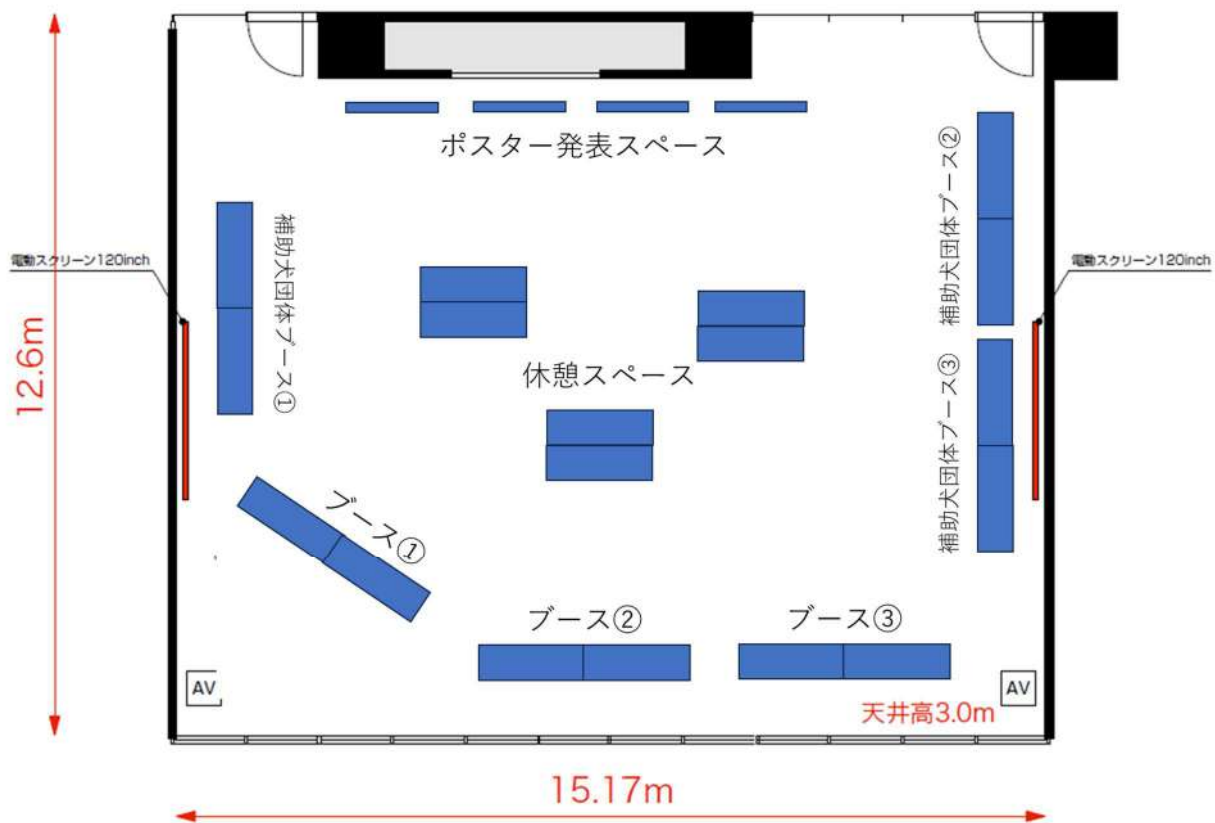 ポスター発表スペース
補助犬団体ブース②
補助犬団体ブース①
電動スクリーン120inch
電動スクリーン120inch
12.6m
休憩スペース
補助犬団体ブース③
ブース①
ブース②
ブース③
AV
AV
天井高3.0m
15.17m